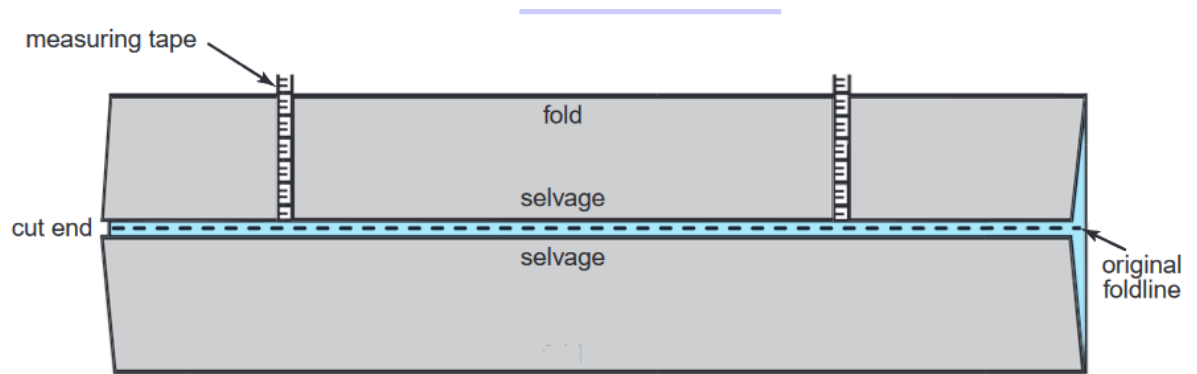 measuring tape
fold
selvage
cut end
selvage
original
foldline